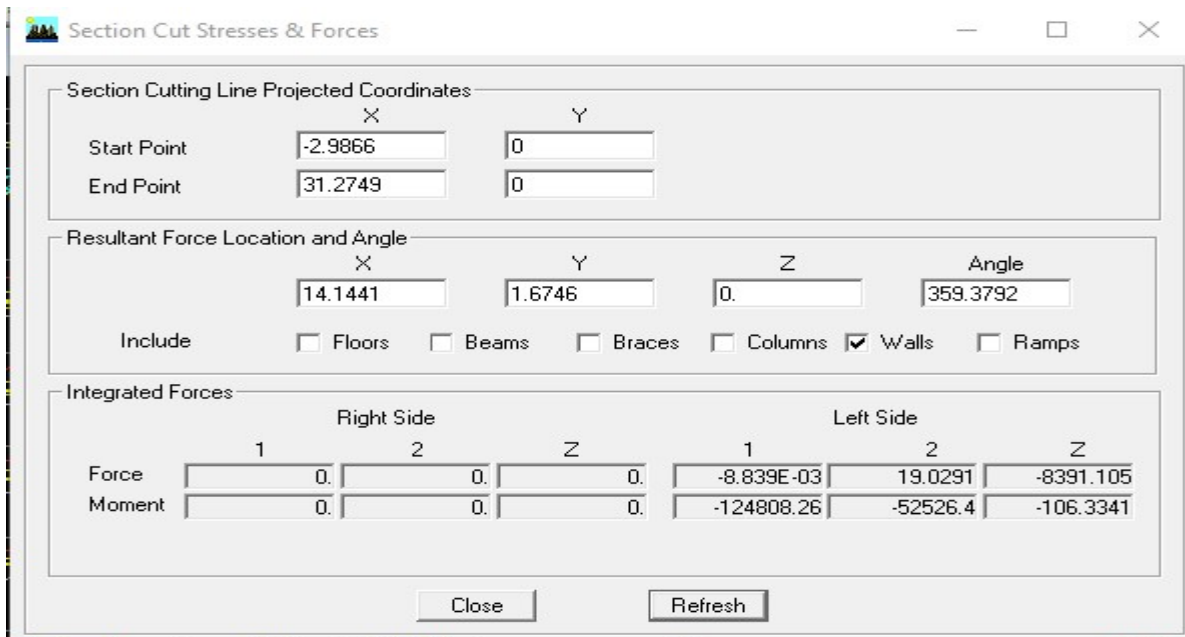 Section Cut Stresses & Forces
Section Cutting Line Projected Coordinates
X Y
Start Point -2.9866 0
End Point 31.2749 0
Resultant Force Location and Angle
X Y Z Angle
14.1441 1.6746 0. 359.3792
Include Floors Beams Braces Columns Walls Ramps
Integrated Forces
Right Side Left Side
1 2 Z 1 2 Z
Force 0. 0. 0. -8.839E-03 19.0291 -8391.105
Moment 0. 0. 0. -124808.26 -52526.4 -106.3341
Close Refresh